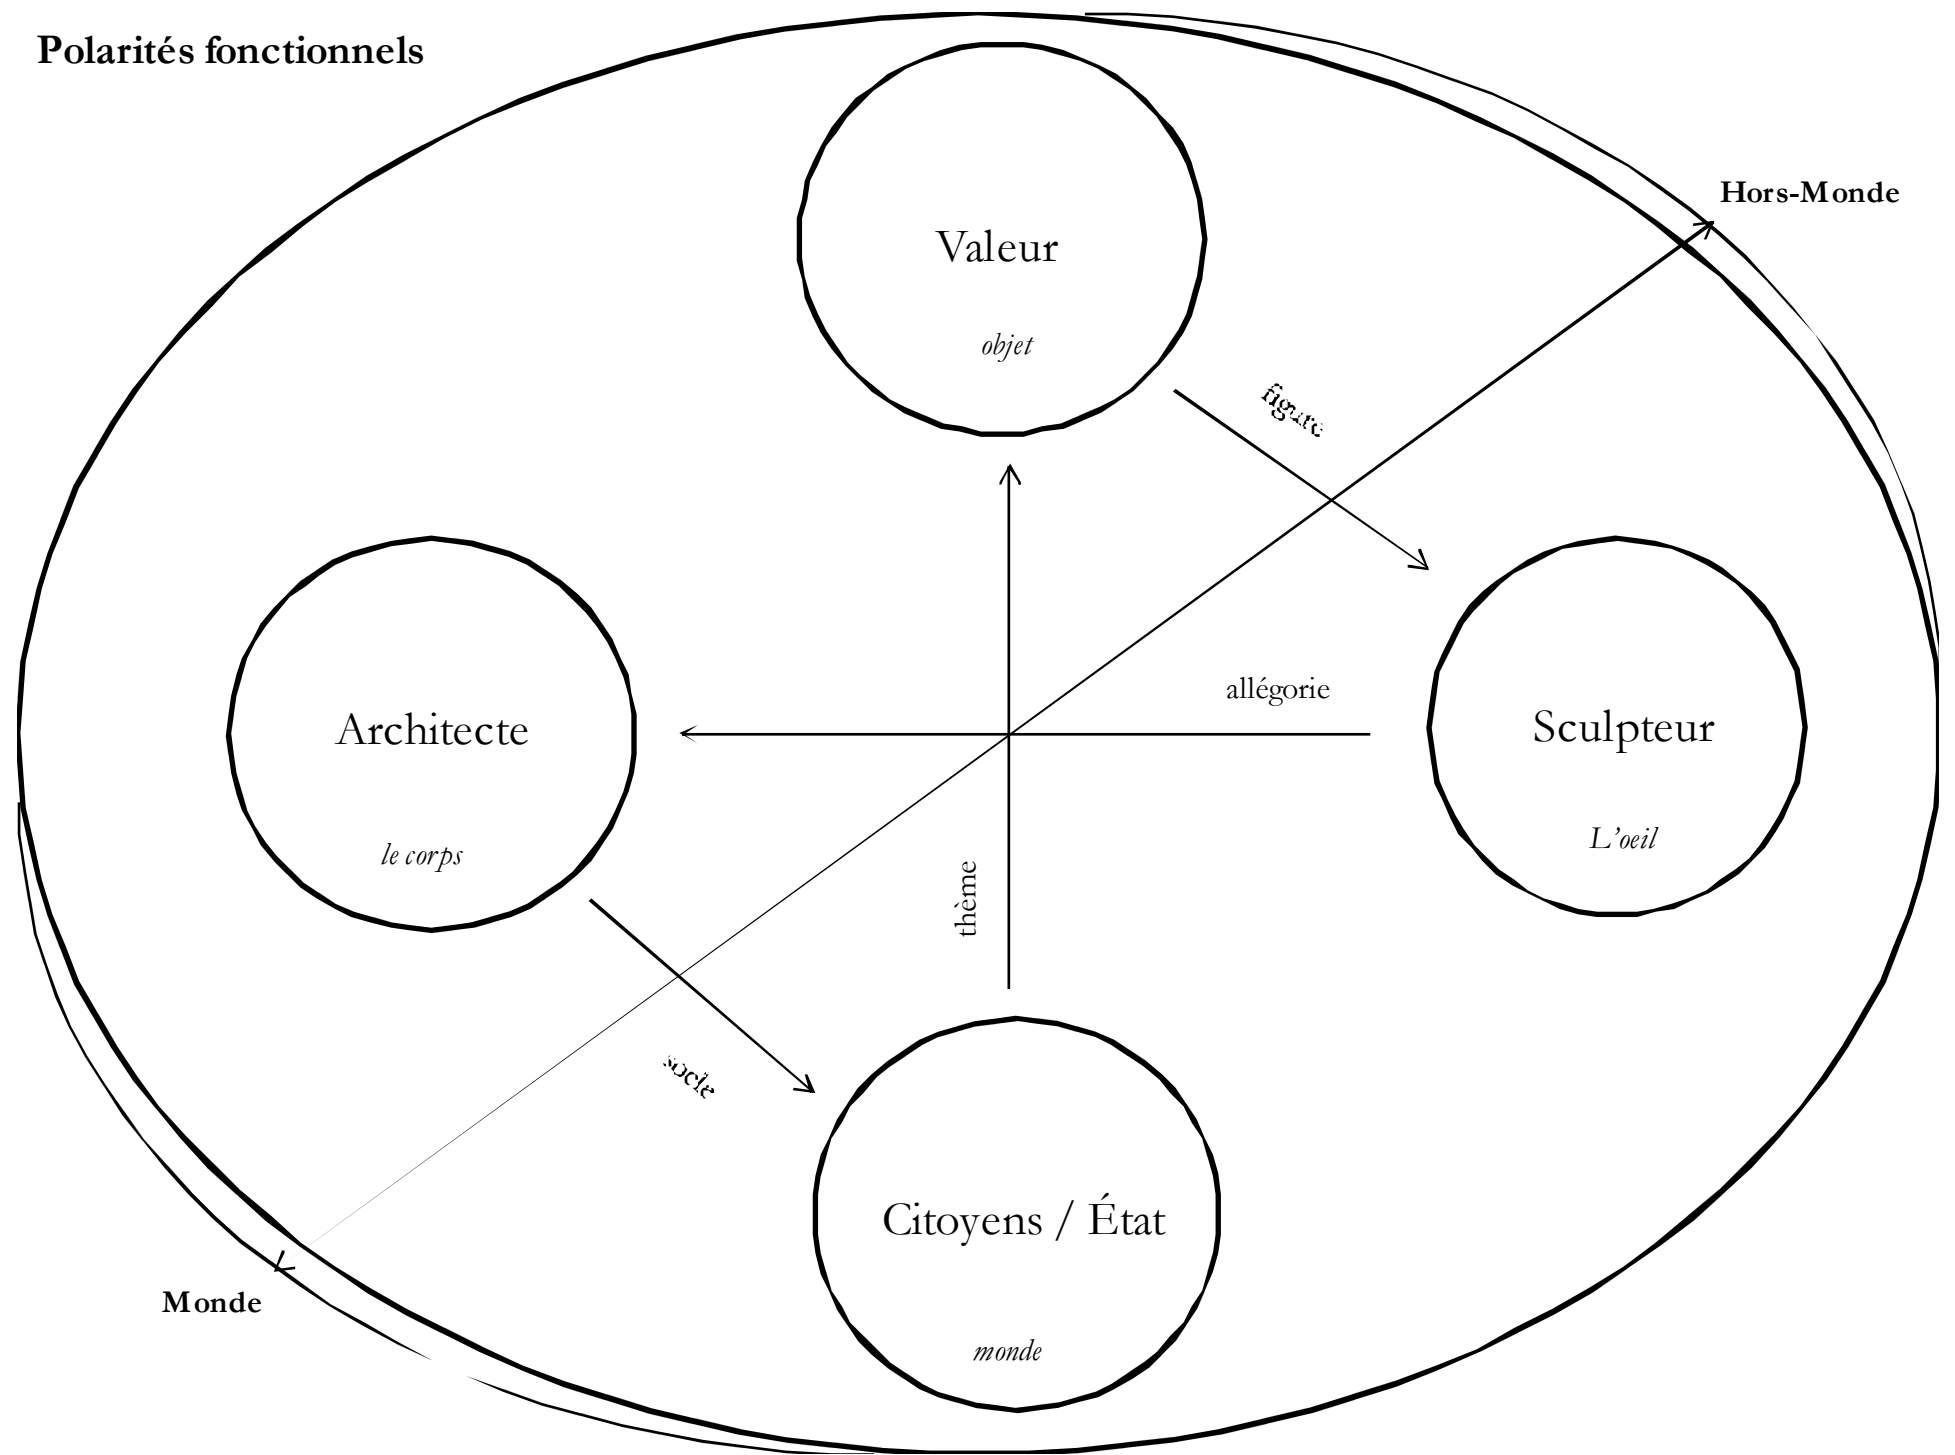 Polarités fonctionnels
Hors-Monde
Valeur
objet
figure
allégorie
Architecte
le corps
Sculpteur
L'oeil
thème
socle
Citoyens / État
monde
Monde